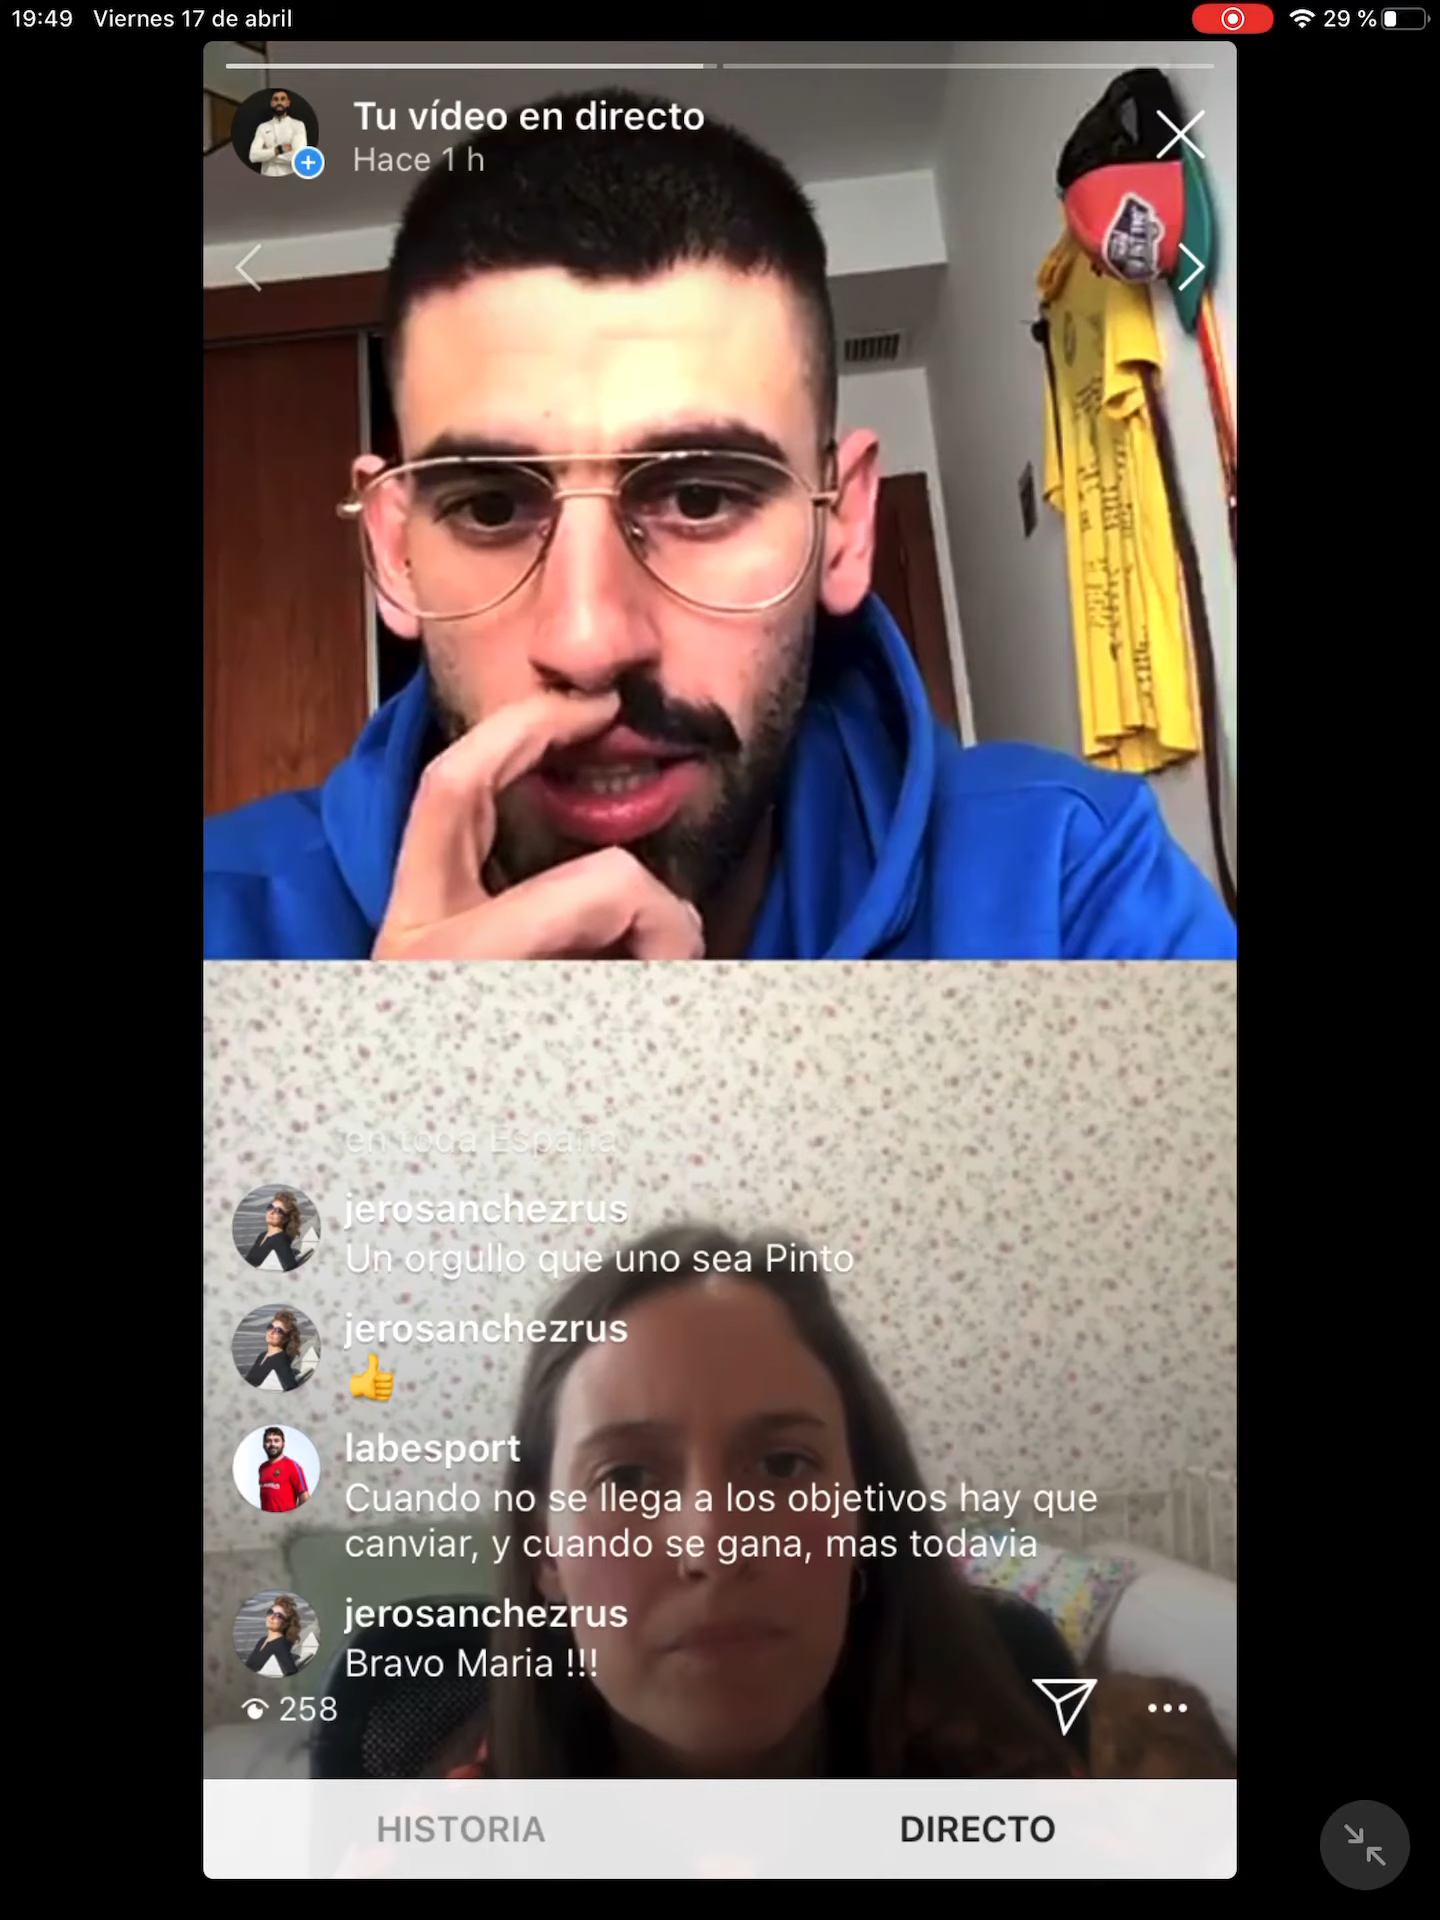 19:49 Viernes 17 de abril
29 %
Tu vídeo en directo
Hace 1 h
en toda España
jerosanchezrus
Un orgullo que uno sea Pinto
jerosanchezrus
👍
labesport
Cuando no se llega a los objetivos hay que
canviar, y cuando se gana, mas todavia
jerosanchezrus
Bravo Maria !!!
258
HISTORIA
DIRECTO